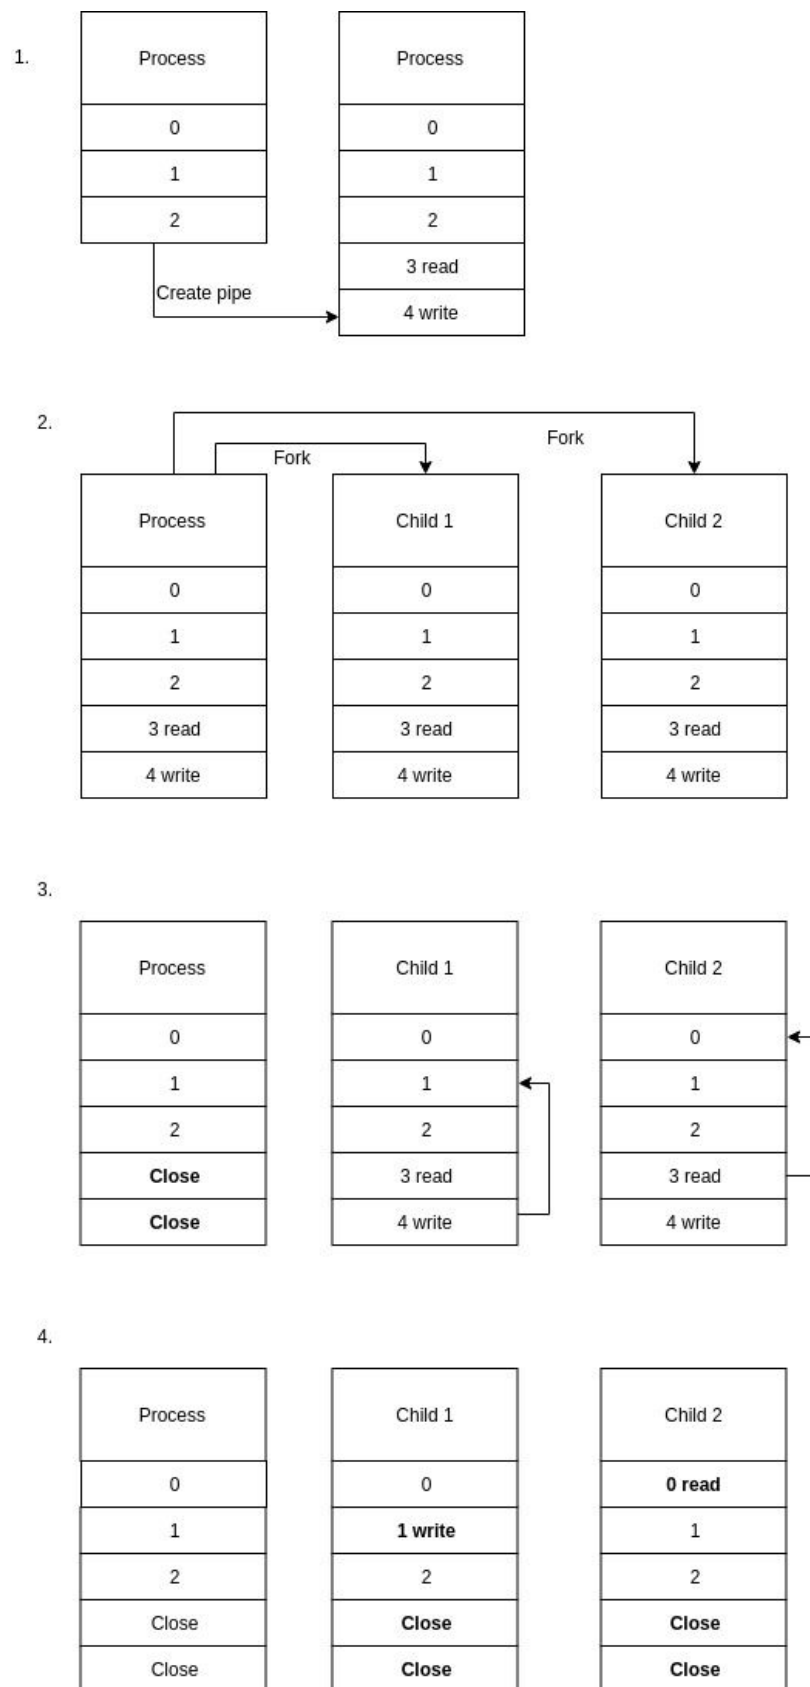 1.
Process
0
1
2
Create pipe
Process
0
1
2
3 read
4 write
2.
Fork
Fork
Process
0
1
2
3 read
4 write
Child 1
0
1
2
3 read
4 write
Child 2
0
1
2
3 read
4 write
3.
Process
0
1
2
Close
Close
Child 1
0
1
2
3 read
4 write
Child 2
0
1
2
3 read
4 write
4.
Process
0
1
2
Close
Close
Child 1
0
1 write
2
Close
Close
Child 2
0 read
1
2
Close
Close